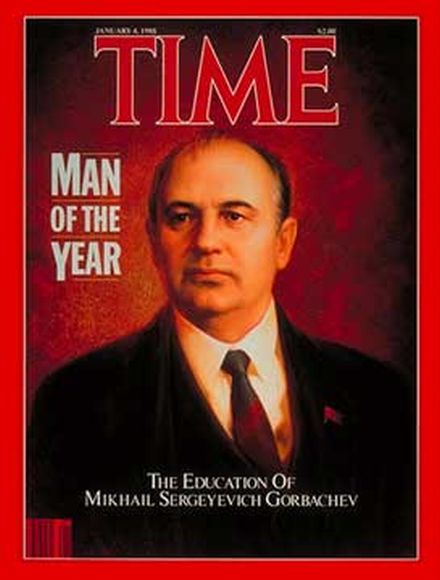 JANUARY 4, 1988 $2.00
TIME
MAN
OF THE
YEAR
THE EDUCATION OF
MIKHAIL SERGEYEVICH GORBACHEV